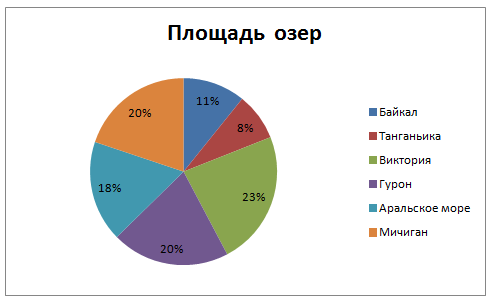 Площадь озер
11%
8%
23%
20%
18%
20%
Байкал
Танганьика
Виктория
Гурон
Аральское море
Мичиган